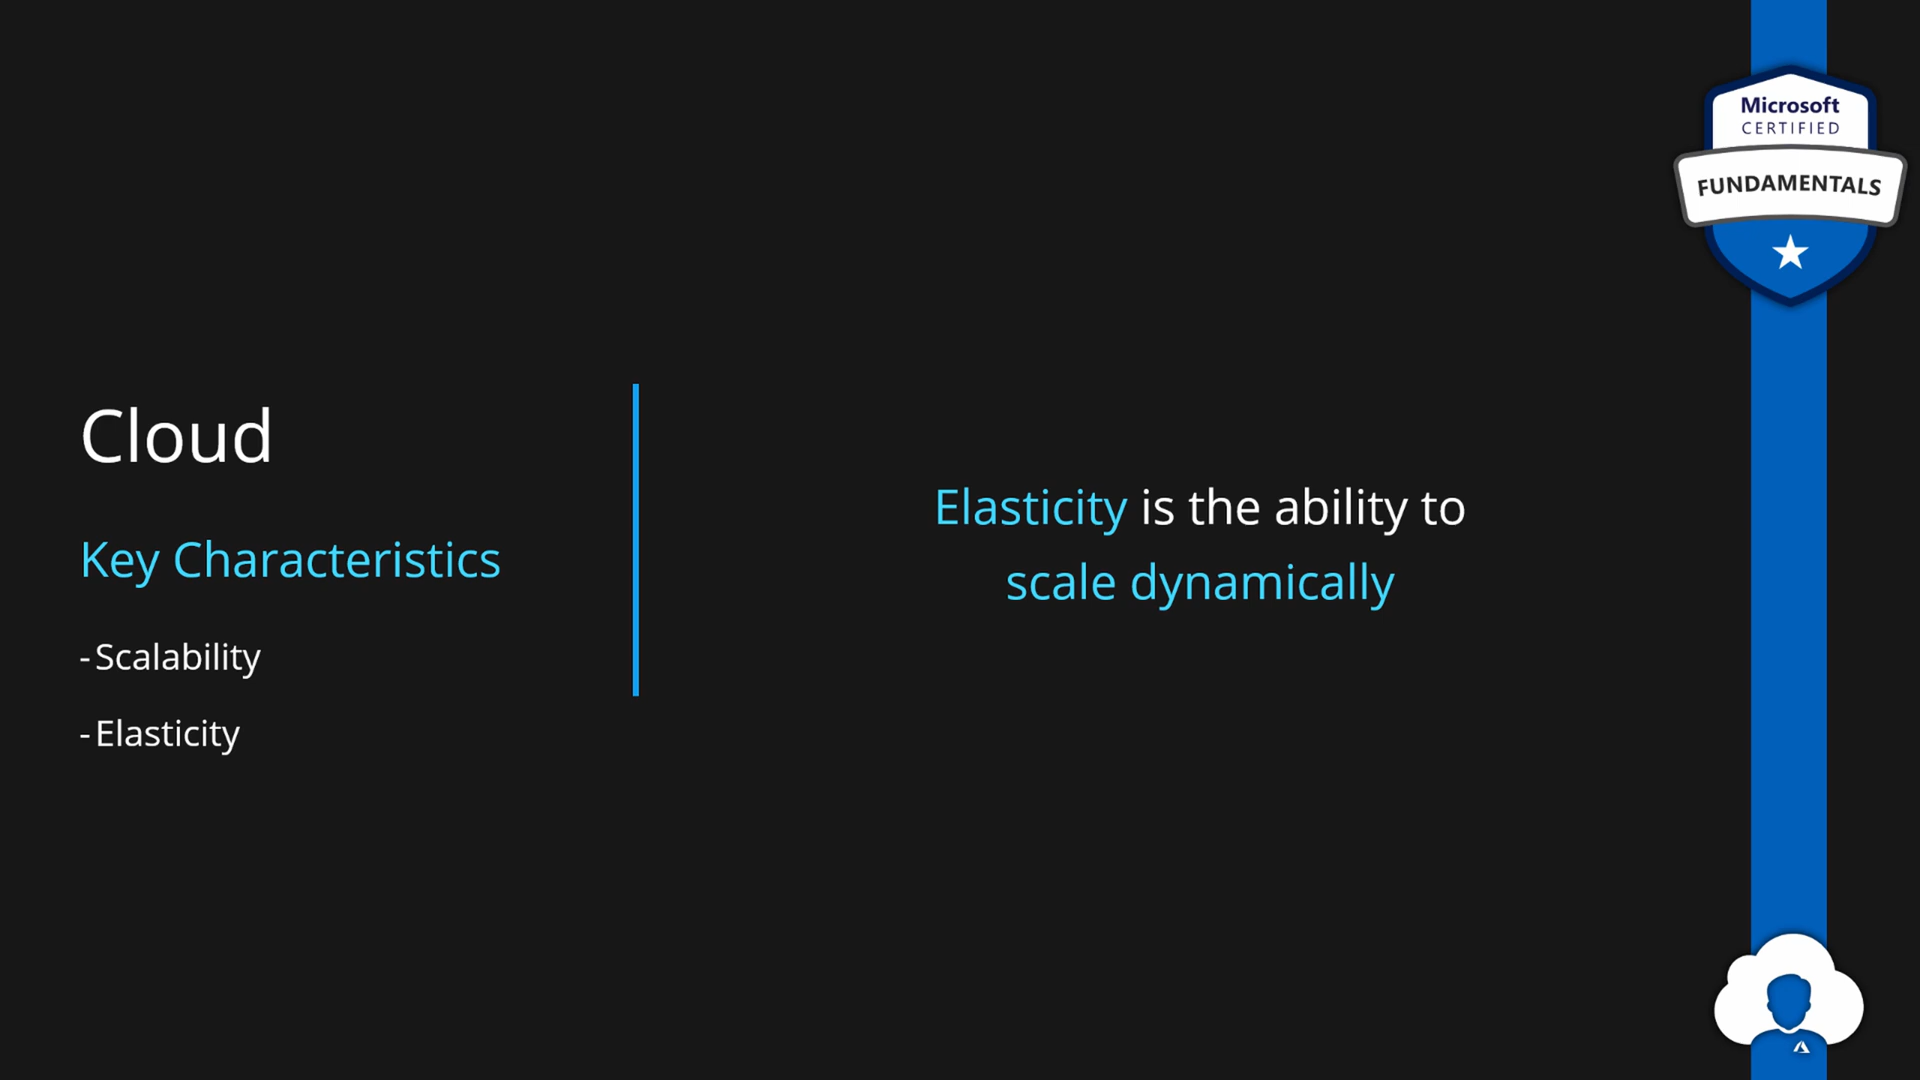 Microsoft
CERTIFIED
FUNDAMENTALS
Cloud
Key Characteristics
- Scalability
- Elasticity
Elasticity is the ability to
scale dynamically